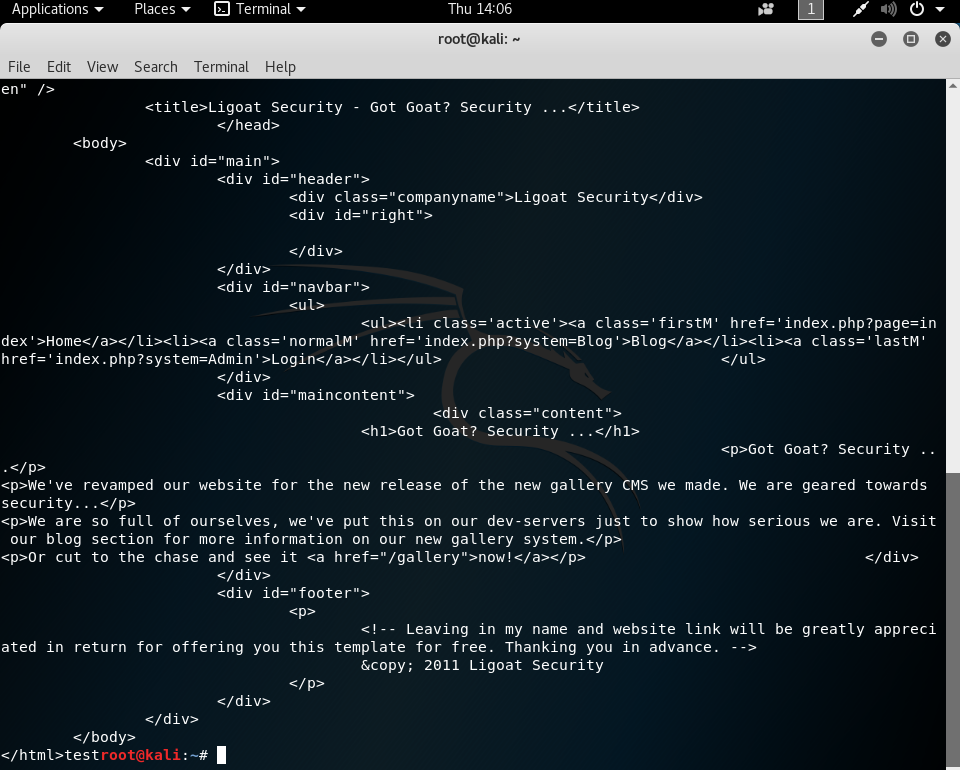 Applications Places Terminal Thu 14:06 1
root@kali: ~
File Edit View Search Terminal Help
en" />
<title>Ligoat Security - Got Goat? Security ...</title>
</head>
<body>
<div id="main">
<div id="header">
<div class="companyname">Ligoat Security</div>
<div id="right">
</div>
</div>
<div id="navbar">
<ul>
<ul><li class='active'><a class='firstM' href='index.php?page=in
dex'>Home</a></li><li><a class='normalM' href='index.php?system=Blog'>Blog</a></li><li><a class='lastM'
href='index.php?system=Admin'>Login</a></li></ul> </ul>
</div>
<div id="maincontent">
<div class="content">
<h1>Got Goat? Security ...</h1>
<p>Got Goat? Security ..
.</p>
<p>We've revamped our website for the new release of the new gallery CMS we made. We are geared towards
security...</p>
<p>We are so full of ourselves, we've put this on our dev-servers just to show how serious we are. Visit
our blog section for more information on our new gallery system.</p>
<p>Or cut to the chase and see it <a href="/gallery">now!</a></p> </div>
</div>
<div id="footer">
<p>
<!-- Leaving in my name and website link will be greatly appreci
ated in return for offering you this template for free. Thanking you in advance. -->
&copy; 2011 Ligoat Security
</p>
</div>
</div>
</body>
</html>testroot@kali:~#